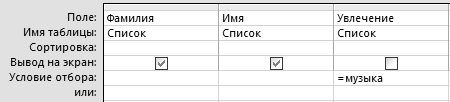 Поле: Фамилия Имя Увлечение
Имя таблицы: Список Список Список
Сортировка:
Вывод на экран:
Условие отбора: =музыка
или: